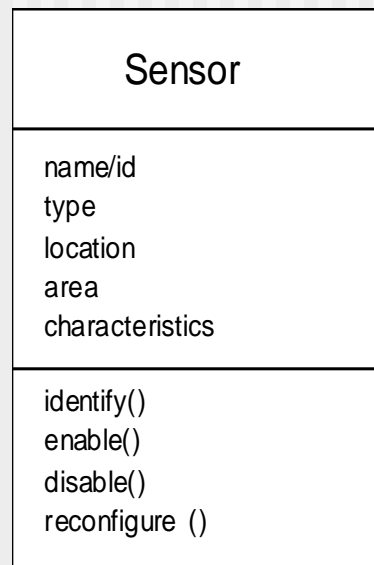 Sensor
name/id
type
location
area
characteristics
identify()
enable()
disable()
reconfigure ()